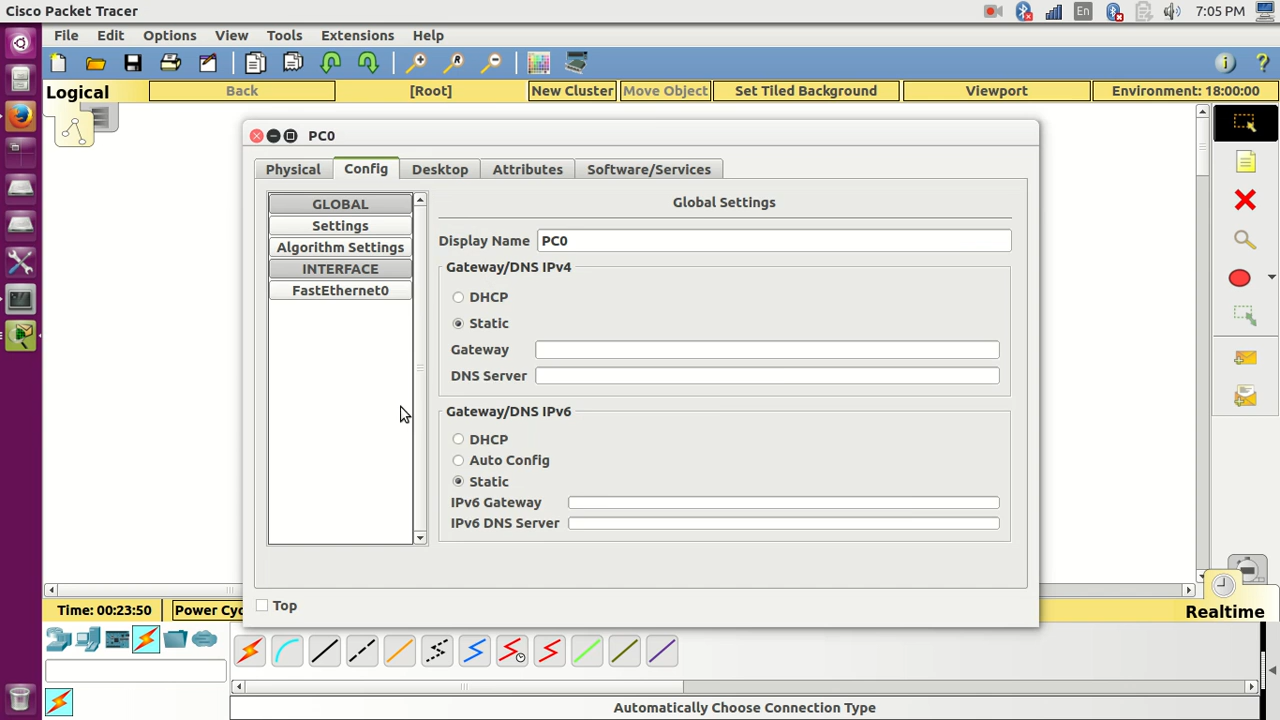 Cisco Packet Tracer
En
7:05 PM
File Edit Options View Tools Extensions Help
Logical
Back
[Root]
New Cluster
Move Object
Set Tiled Background
Viewport
Environment: 18:00:00
PC0
Physical Config Desktop Attributes Software/Services
GLOBAL
Settings
Algorithm Settings
INTERFACE
FastEthernet0
Global Settings
Display Name PC0
Gateway/DNS IPv4
DHCP
Static
Gateway
DNS Server
Gateway/DNS IPv6
DHCP
Auto Config
Static
IPv6 Gateway
IPv6 DNS Server
Top
Time: 00:23:50
Power Cyc
Realtime
Automatically Choose Connection Type